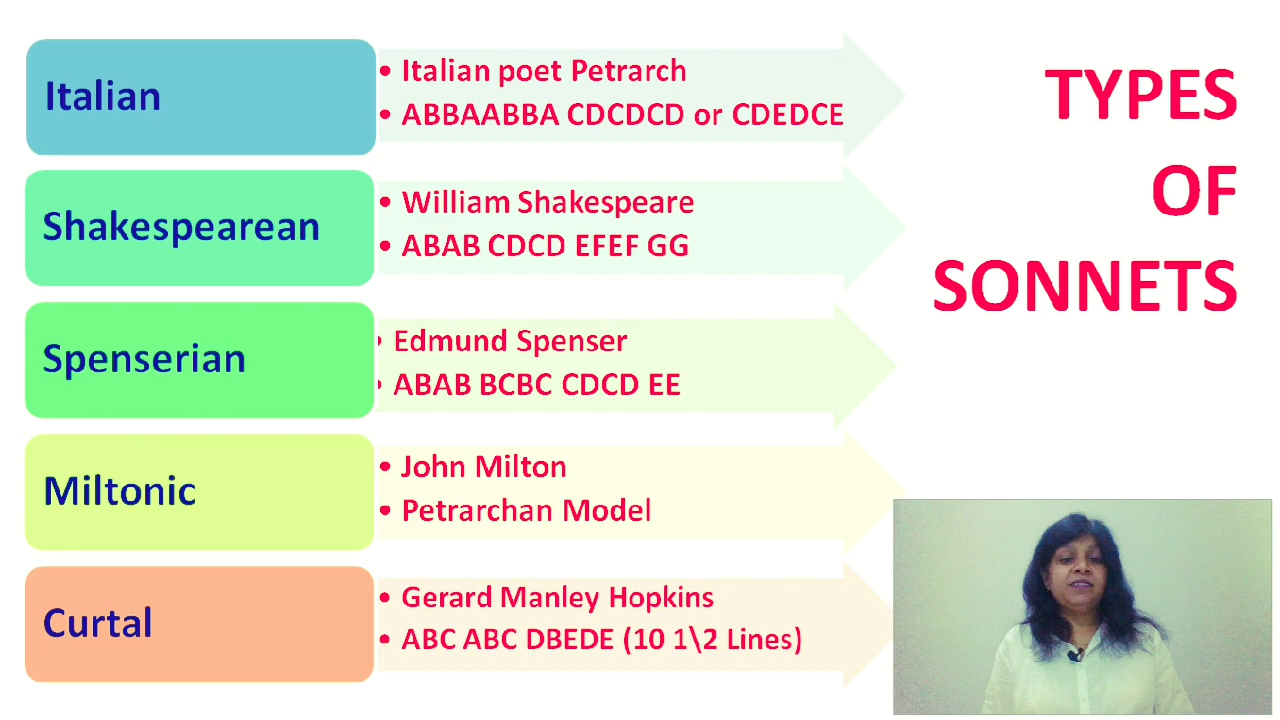 TYPES
OF
SONNETS
Italian
• Italian poet Petrarch
• ABBAABBA CDCDCD or CDEDCE
Shakespearean
• William Shakespeare
• ABAB CDCD EFEF GG
Spenserian
• Edmund Spenser
• ABAB BCBC CDCD EE
Miltonic
• John Milton
• Petrarchan Model
Curtal
• Gerard Manley Hopkins
• ABC ABC DBEDE (10 1\2 Lines)